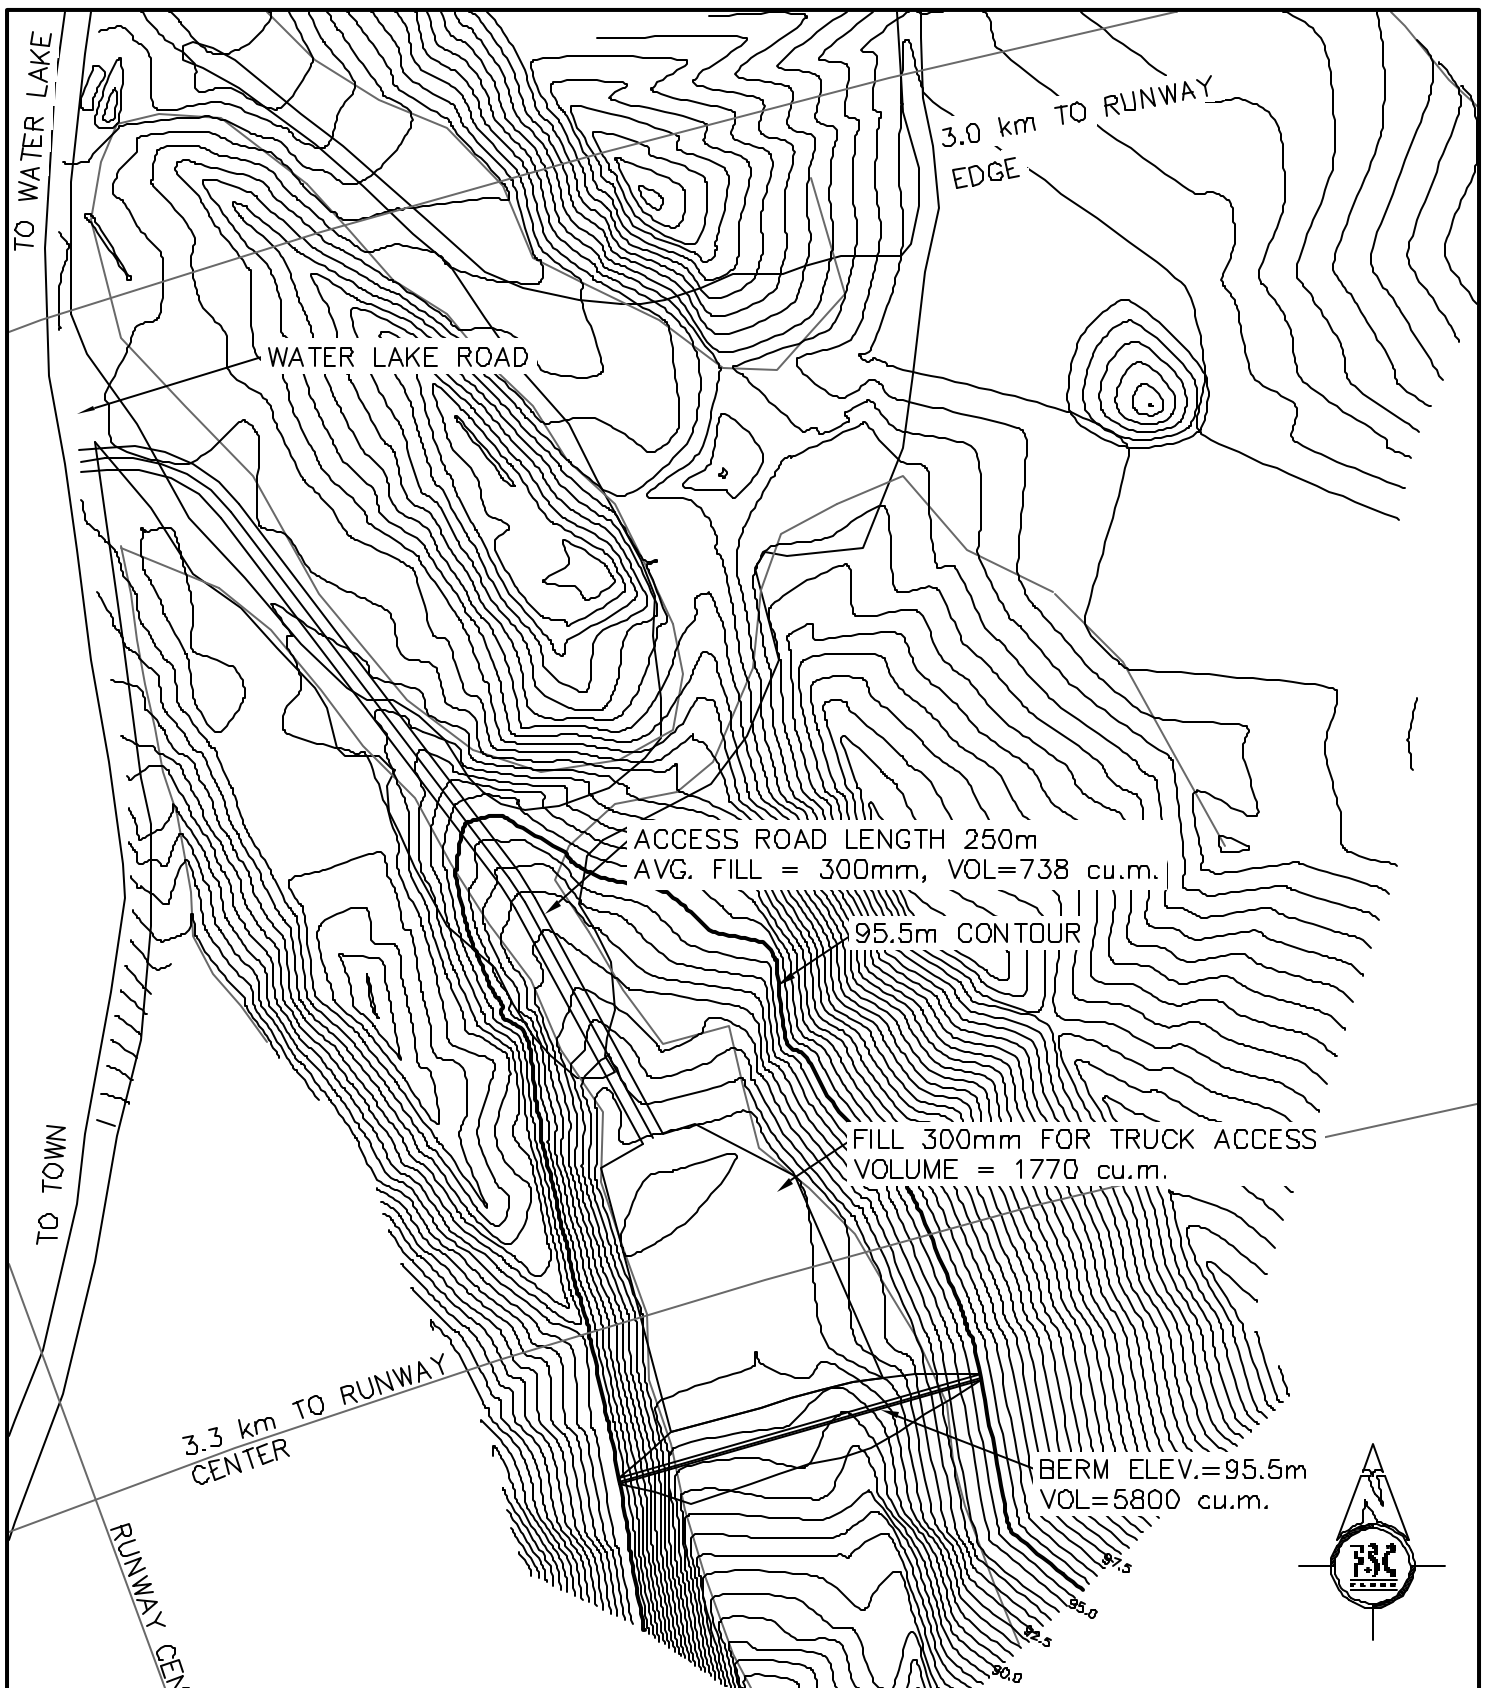 TO WATER LAKE
3.0 km TO RUNWAY
EDGE
WATER LAKE ROAD
ACCESS ROAD LENGTH 250m
AVG. FILL = 300mm, VOL=738 cu.m.
95.5m CONTOUR
FILL 300mm FOR TRUCK ACCESS
VOLUME = 1770 cu.m.
TO TOWN
3.3 km TO RUNWAY
CENTER
BERM ELEV.=95.5m
VOL=5800 cu.m.
RUNWAY CEN
97.5
95.0
92.5
90.0
FSC